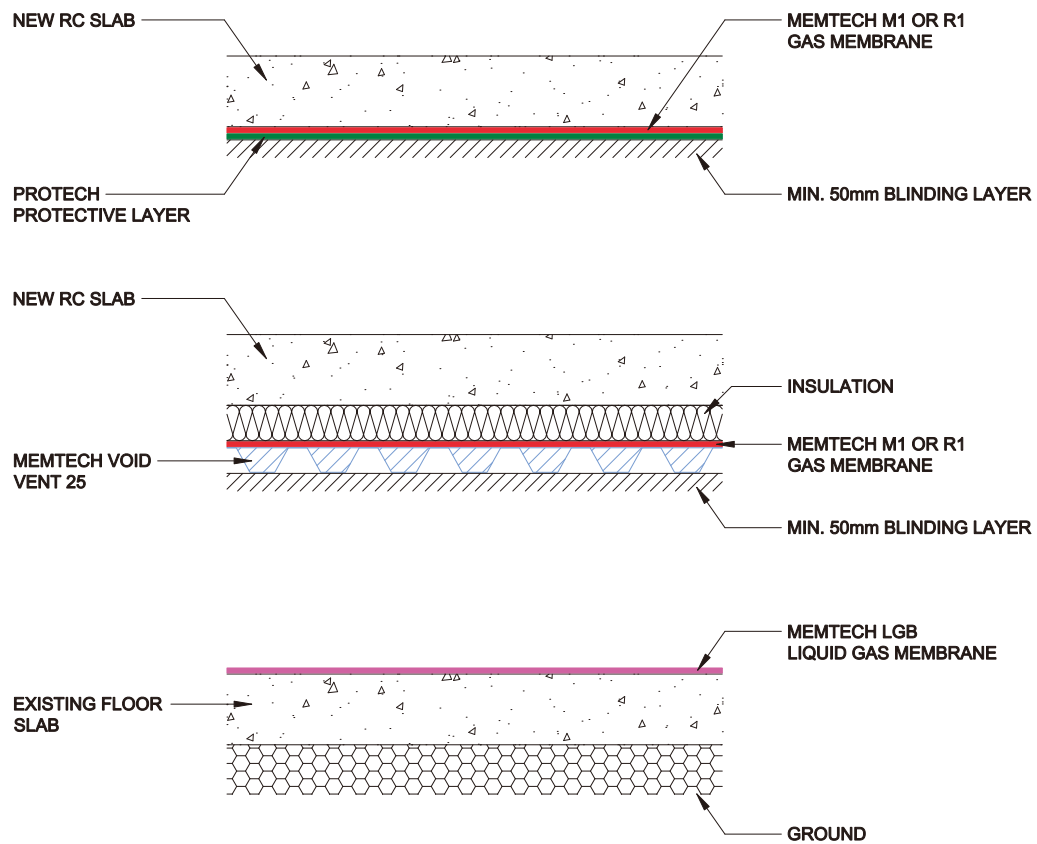 NEW RC SLAB
MEMTECH M1 OR R1
GAS MEMBRANE
PROTECH
PROTECTIVE LAYER
MIN. 50mm BLINDING LAYER
NEW RC SLAB
INSULATION
MEMTECH M1 OR R1
GAS MEMBRANE
MEMTECH VOID
VENT 25
MIN. 50mm BLINDING LAYER
MEMTECH LGB
LIQUID GAS MEMBRANE
EXISTING FLOOR
SLAB
GROUND